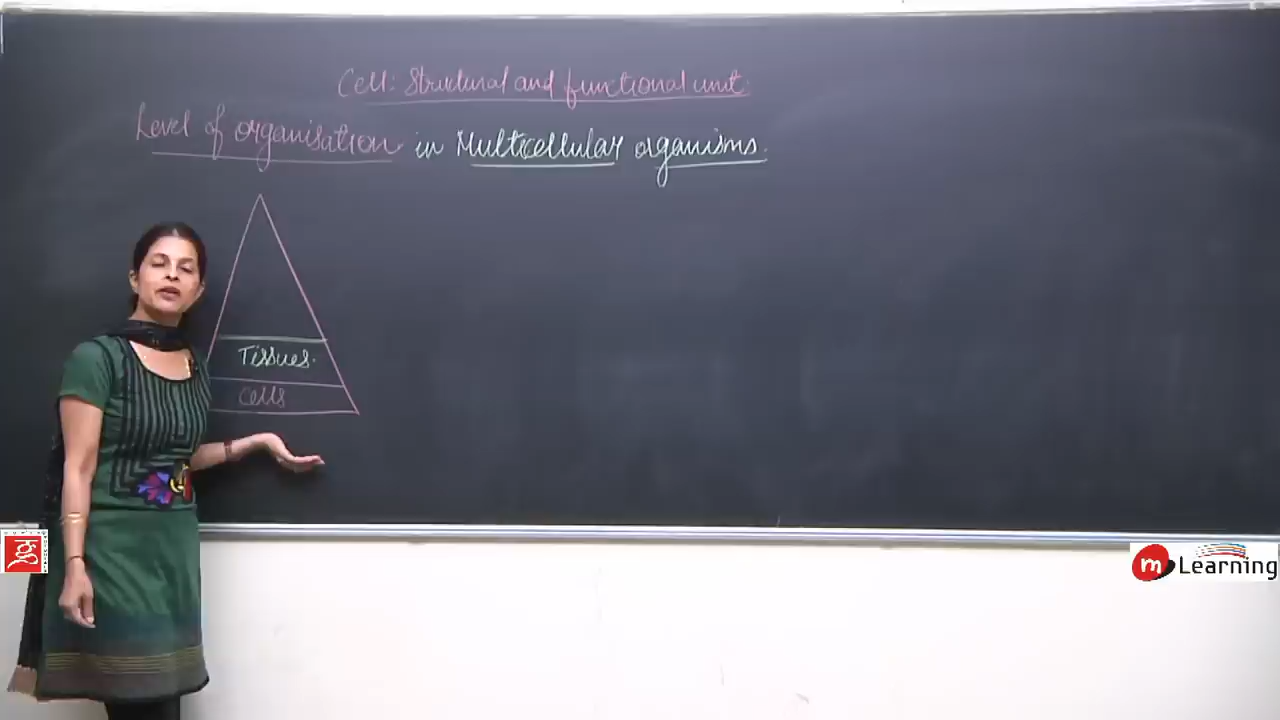 Cell: Structural and functional unit.
Level of organisation in Multicellular organisms.
Tissues.
Cells
m Learning